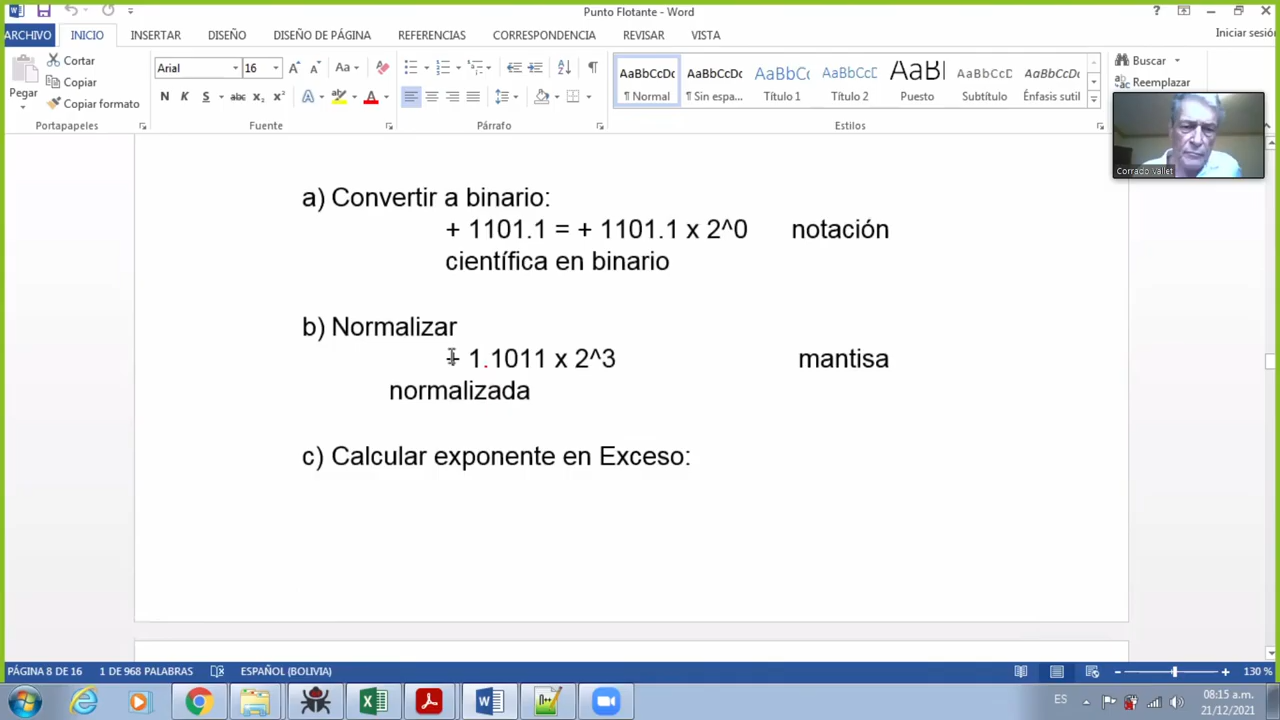 Punto Flotante - Word
ARCHIVO INICIO INSERTAR DISEÑO DISEÑO DE PÁGINA REFERENCIAS CORRESPONDENCIA REVISAR VISTA
Iniciar sesió
Pegar
Cortar
Copiar
Copiar formato
Portapapeles
Arial 16
Fuente
Párrafo
AaBbCcDc AaBbCcDc AaBbCc AaBbCcD AaBl AaBbCcD AaBbCcDc
¶ Normal ¶ Sin espa... Título 1 Título 2 Puesto Subtítulo Énfasis sutil
Estilos
Buscar
Reemplazar
Corrado Vallet
a) Convertir a binario:
+ 1101.1 = + 1101.1 x 2^0 notación
científica en binario
b) Normalizar
+ 1.1011 x 2^3 mantisa
normalizada
c) Calcular exponente en Exceso:
PÁGINA 8 DE 16 1 DE 968 PALABRAS ESPAÑOL (BOLIVIA) 130 %
ES 08:15 a.m.
21/12/2021